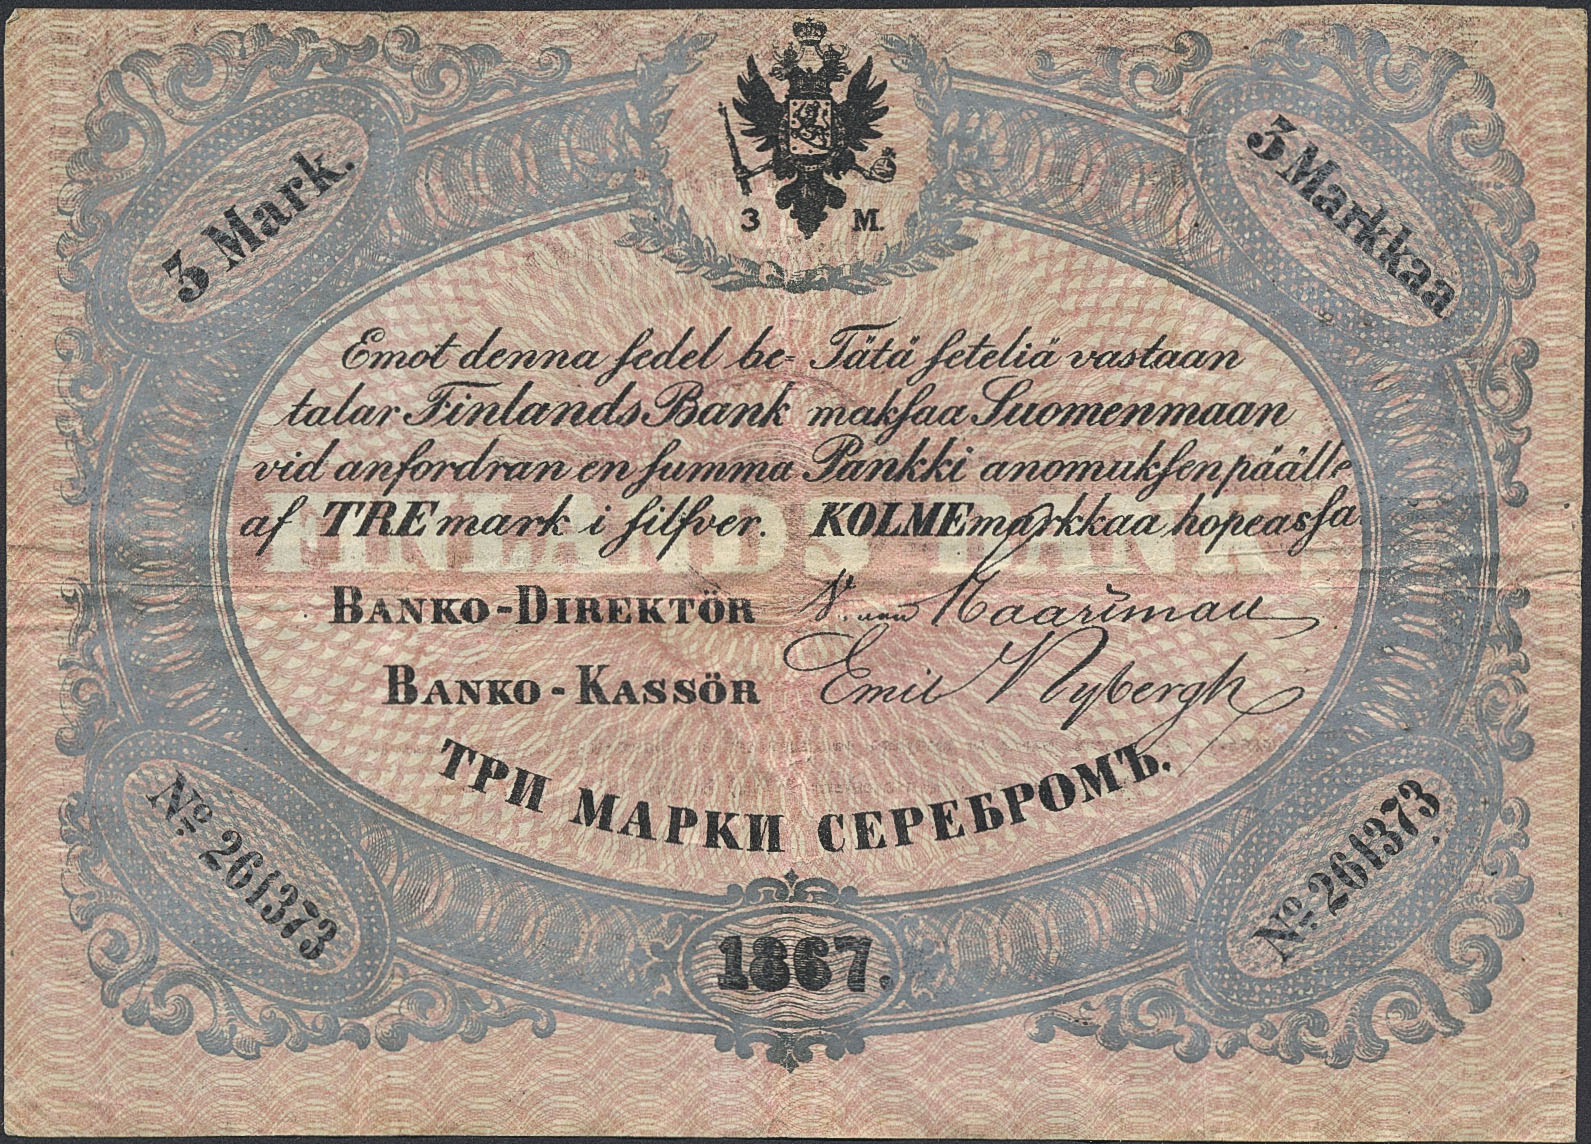 3 Mark.
3 Markkaa
3 M.
Emot denna ſedel be= Tätä ſeteliä vastaan
talar Finlands Bank makſaa Suomenmaan
vid anfordran en ſumma Pankki anomukſen päälle
af TRE mark i ſilfver. KOLME markkaa hopeasſa.
FINLANDS BANK
BANKO-DIREKTÖR
BANKO-KASSÖR Emil Nybergh
ТРИ МАРКИ СЕРЕБРОМЪ.
No. 261373
No. 261373
1867.